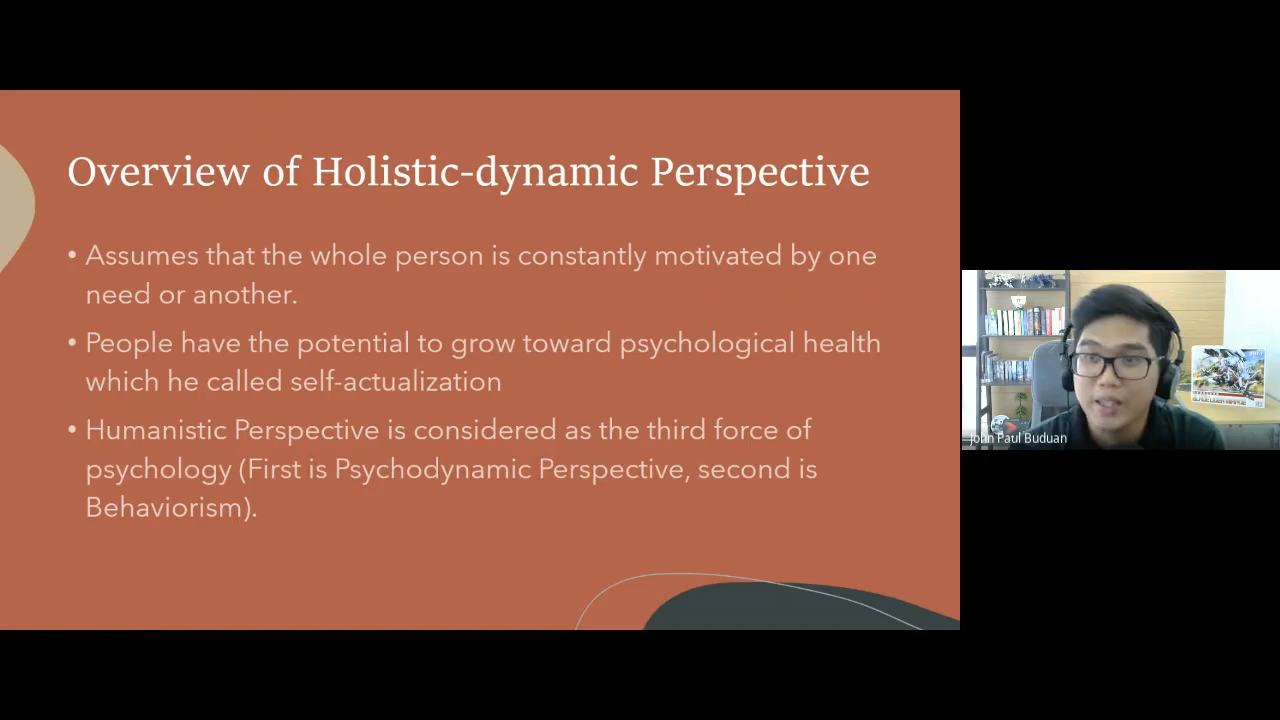 Overview of Holistic-dynamic Perspective
• Assumes that the whole person is constantly motivated by one
need or another.
• People have the potential to grow toward psychological health
which he called self-actualization
• Humanistic Perspective is considered as the third force of
psychology (First is Psychodynamic Perspective, second is
Behaviorism).
John Paul Buduan